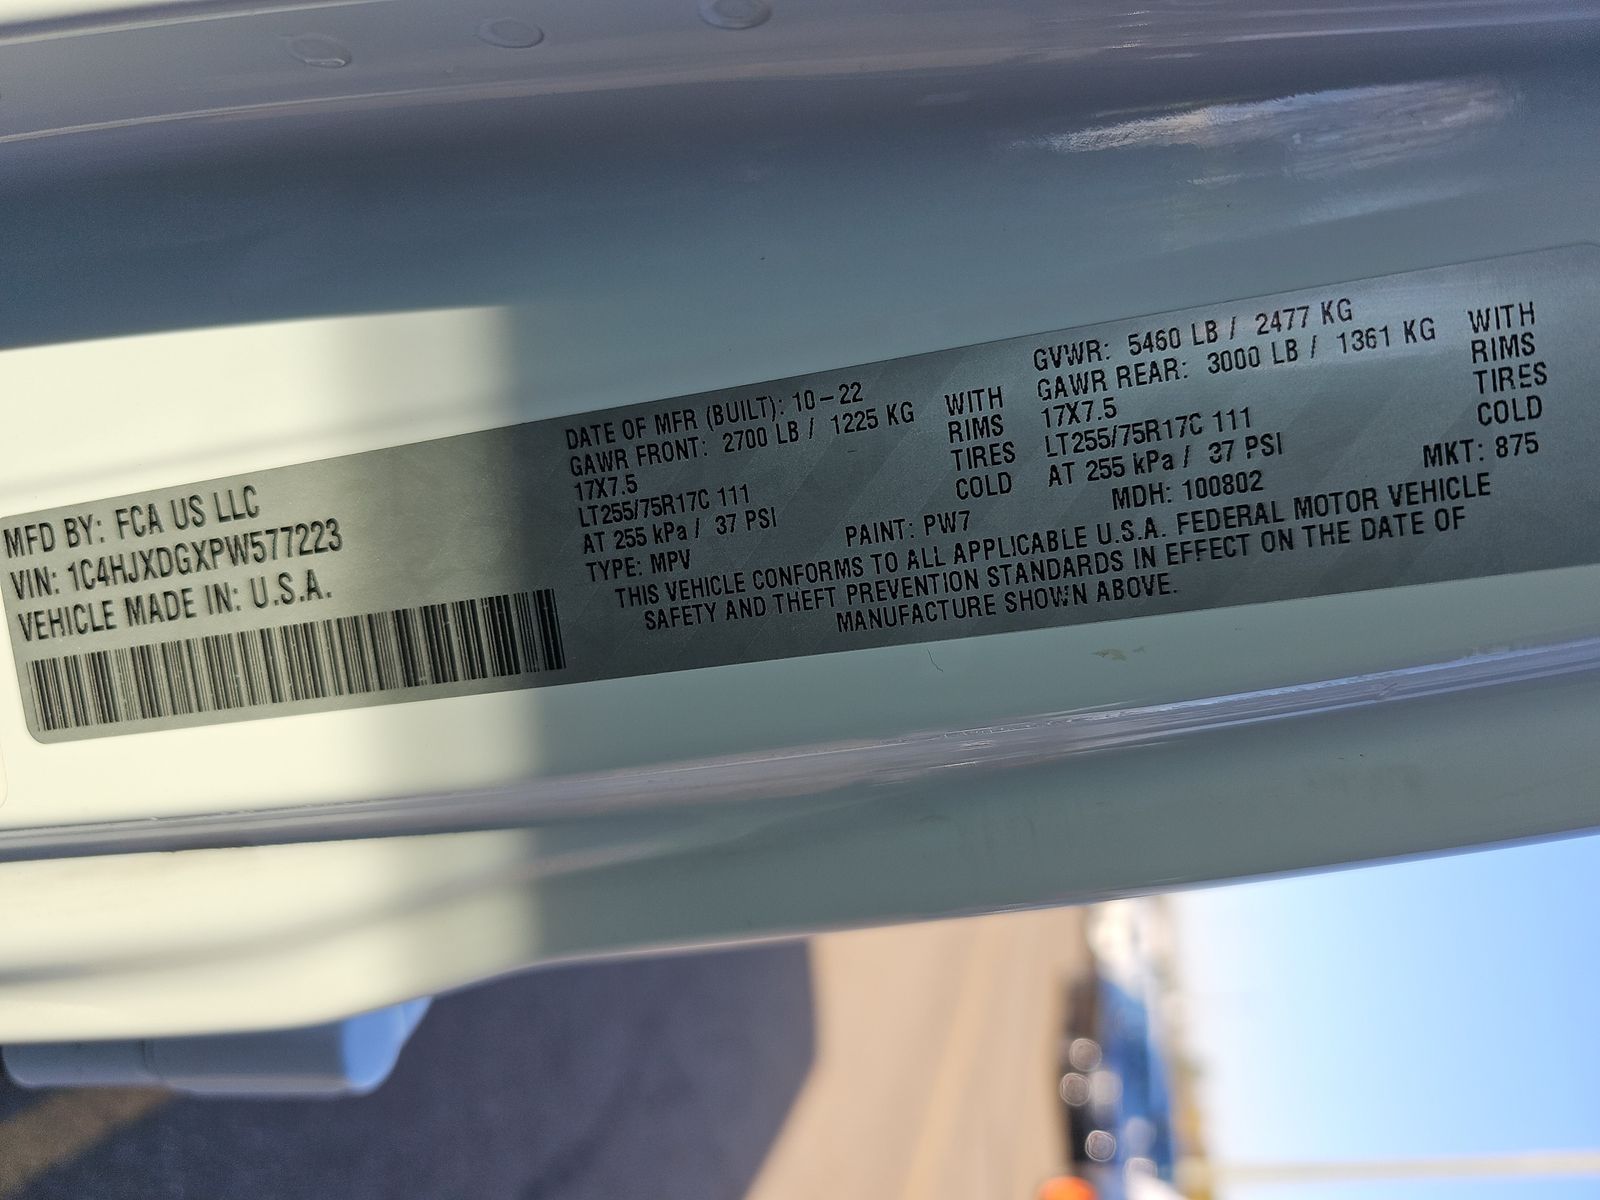 MFD BY: FCA US LLC
VIN: 1C4HJXDGXPW577223
VEHICLE MADE IN: U.S.A.
DATE OF MFR (BUILT): 10-22 GVWR: 5460 LB / 2477 KG
GAWR FRONT: 2700 LB / 1225 KG WITH GAWR REAR: 3000 LB / 1361 KG WITH
17X7.5 RIMS 17X7.5 RIMS
LT255/75R17C 111 TIRES LT255/75R17C 111 TIRES
AT 255 kPa / 37 PSI COLD AT 255 kPa / 37 PSI COLD
TYPE: MPV PAINT: PW7 MDH: 100802 MKT: 875
THIS VEHICLE CONFORMS TO ALL APPLICABLE U.S.A. FEDERAL MOTOR VEHICLE
SAFETY AND THEFT PREVENTION STANDARDS IN EFFECT ON THE DATE OF
MANUFACTURE SHOWN ABOVE.